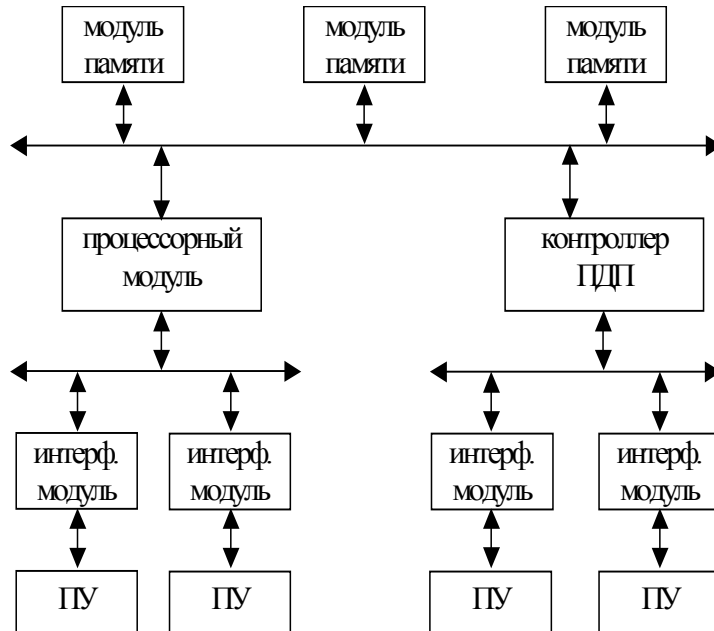 модуль
памяти
модуль
памяти
модуль
памяти
процессорный
модуль
контроллер
ПДП
интерф.
модуль
интерф.
модуль
интерф.
модуль
интерф.
модуль
ПУ
ПУ
ПУ
ПУ